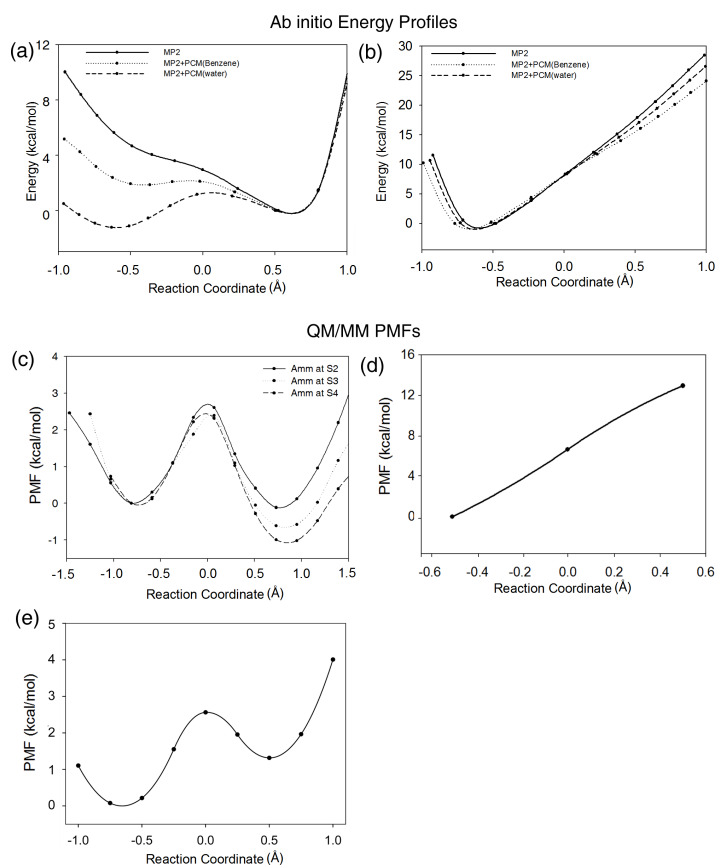 Ab initio Energy Profiles
(a)
12
8
4
0
Energy (kcal/mol)
MP2
MP2+PCM(Benzene)
MP2+PCM(water)
-1.0 -0.5 0.0 0.5 1.0
Reaction Coordinate (Å)
(b)
30
25
20
15
10
5
0
Energy (kcal/mol)
MP2
MP2+PCM(Benzene)
MP2+PCM(water)
-1.0 -0.5 0.0 0.5 1.0
Reaction Coordinate (Å)
QM/MM PMFs
(c)
4
3
2
1
0
-1
PMF (kcal/mol)
Amm at S2
Amm at S3
Amm at S4
-1.5 -1.0 -0.5 0.0 0.5 1.0 1.5
Reaction Coordinate (Å)
(d)
16
12
8
4
0
PMF (kcal/mol)
-0.6 -0.4 -0.2 0.0 0.2 0.4 0.6
Reaction Coordinate (Å)
(e)
5
4
3
2
1
0
PMF (kcal/mol)
-1.0 -0.5 0.0 0.5 1.0
Reaction Coordinate (Å)